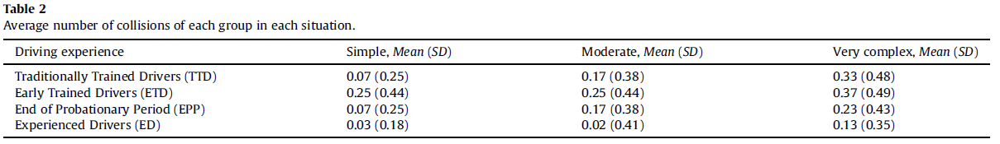 Table 2
Average number of collisions of each group in each situation.
Driving experience Simple, Mean (SD) Moderate, Mean (SD) Very complex, Mean (SD)
Traditionally Trained Drivers (TTD) 0.07 (0.25) 0.17 (0.38) 0.33 (0.48)
Early Trained Drivers (ETD) 0.25 (0.44) 0.25 (0.44) 0.37 (0.49)
End of Probationary Period (EPP) 0.07 (0.25) 0.17 (0.38) 0.23 (0.43)
Experienced Drivers (ED) 0.03 (0.18) 0.02 (0.41) 0.13 (0.35)